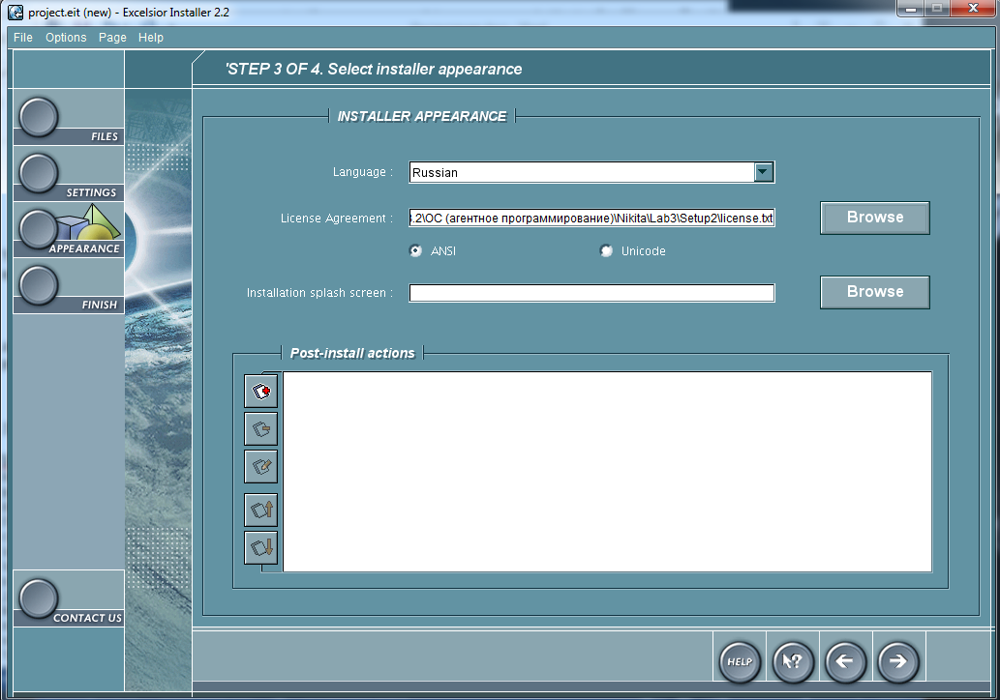 project.eit (new) - Excelsior Installer 2.2
File Options Page Help
'STEP 3 OF 4. Select installer appearance
FILES
SETTINGS
APPEARANCE
FINISH
CONTACT US
INSTALLER APPEARANCE
Language :
Russian
License Agreement :
.2\ОС (агентное программирование)\Nikita\Lab3\Setup2\license.txt
Browse
ANSI
Unicode
Installation splash screen :
Browse
Post-install actions
HELP
?